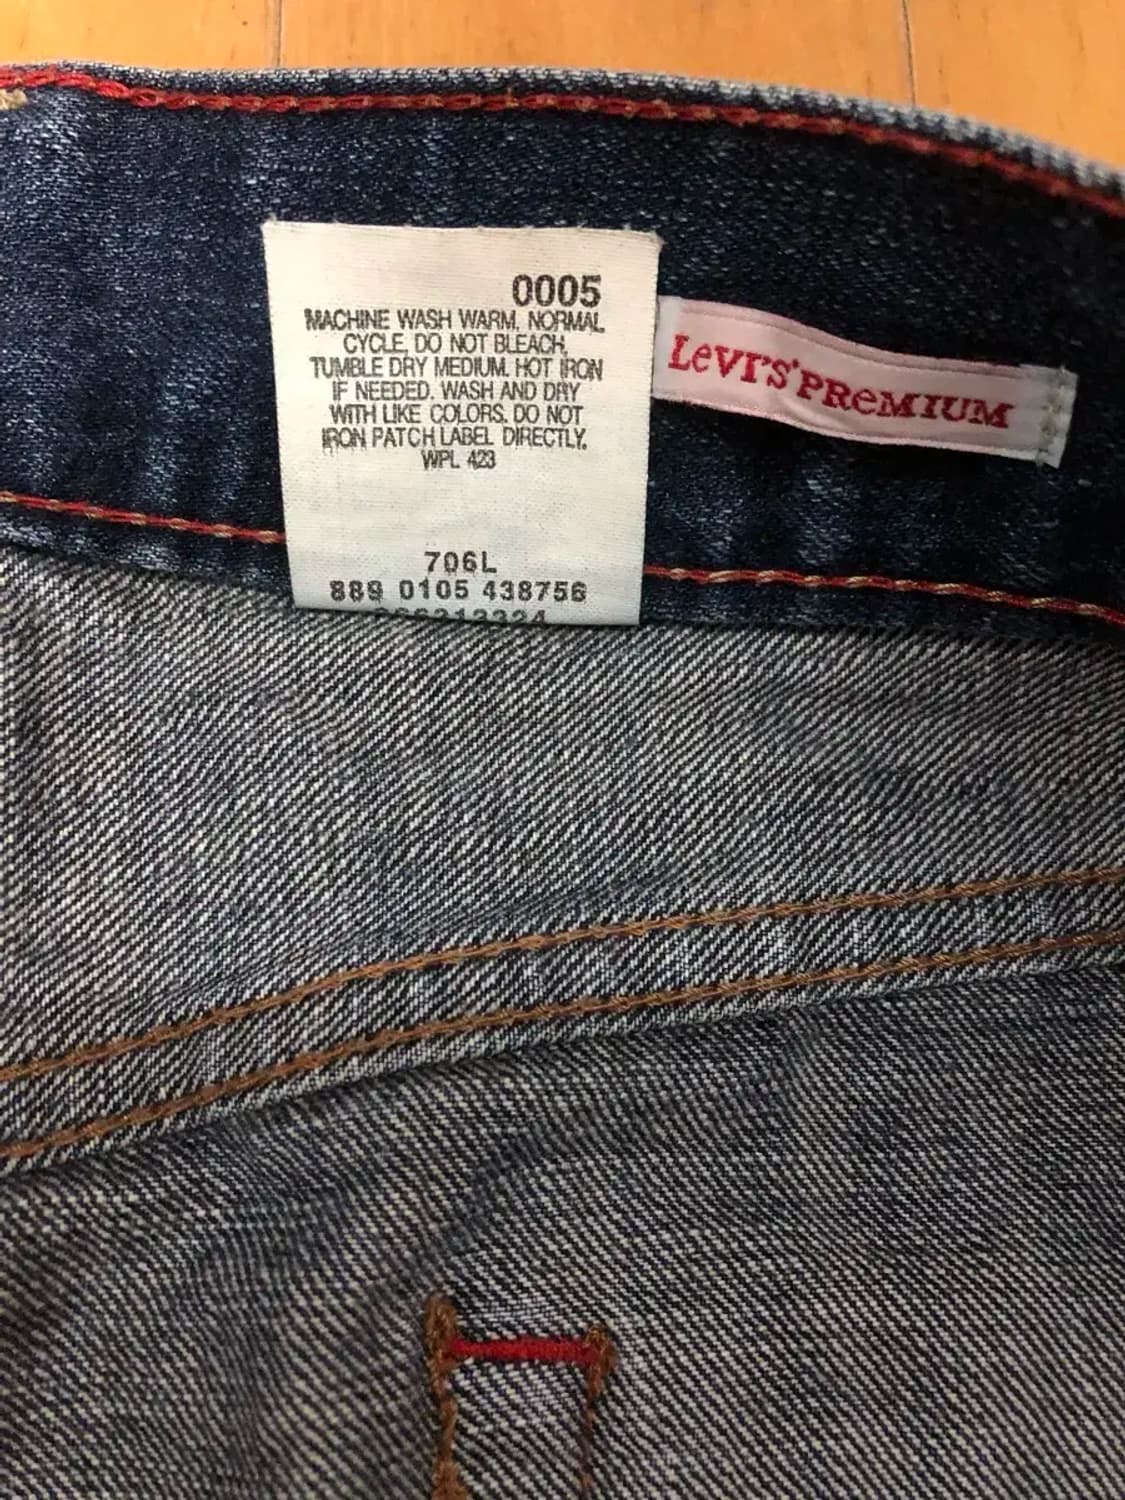 0005
MACHINE WASH WARM, NORMAL
CYCLE, DO NOT BLEACH,
TUMBLE DRY MEDIUM. HOT IRON
IF NEEDED. WASH AND DRY
WITH LIKE COLORS. DO NOT
IRON PATCH LABEL DIRECTLY.
WPL 423
706L
889 0105 438756
LeVI'S PReMIUM